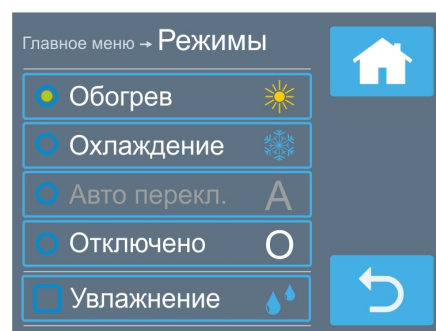 Главное меню → Режимы
Обогрев
Охлаждение
Авто перекл. A
Отключено O
Увлажнение